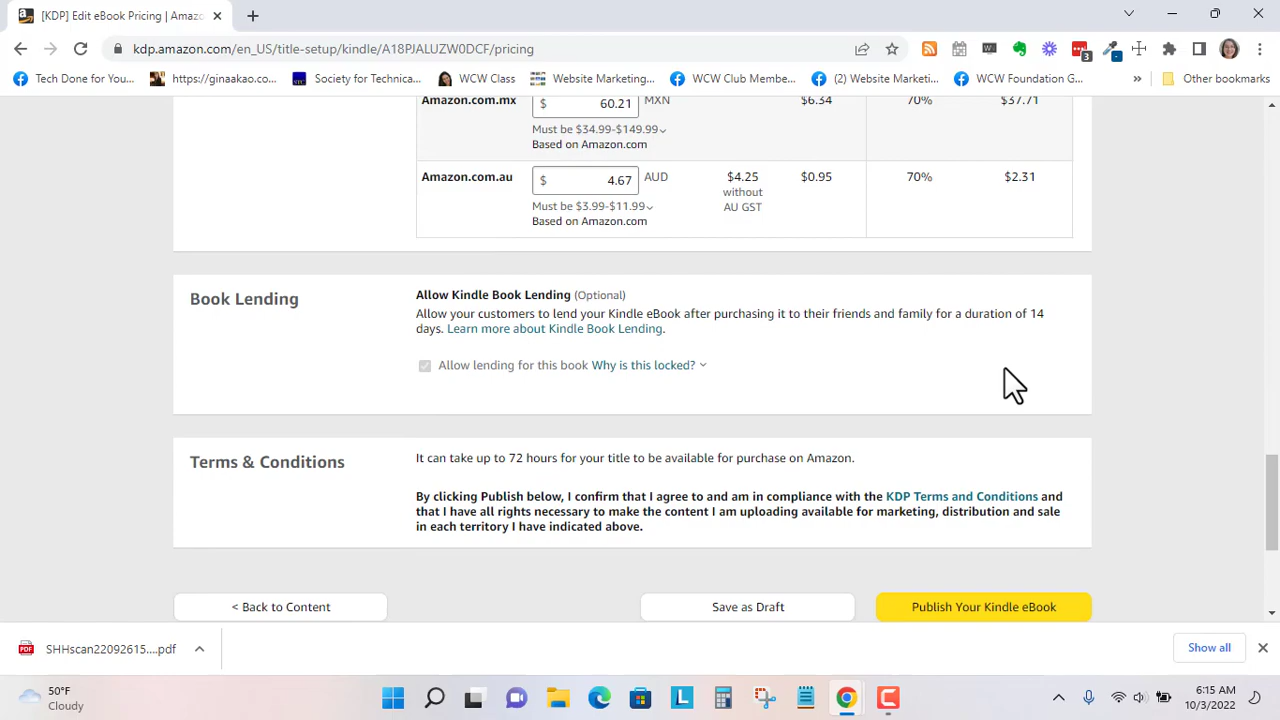 [KDP] Edit eBook Pricing | Amazo
kdp.amazon.com/en_US/title-setup/kindle/A18PJALUZW0DCF/pricing
3
Tech Done for You...
https://ginaakao.co...
Society for Technica...
WCW Class
Website Marketing...
WCW Club Membe...
(2) Website Marketi...
WCW Foundation G...
»
Other bookmarks
Amazon.com.mx $ 60.21 MXN $6.34 70% $37.71
Must be $34.99-$149.99
Based on Amazon.com
Amazon.com.au $ 4.67 AUD $4.25 $0.95 70% $2.31
without
Must be $3.99-$11.99 AU GST
Based on Amazon.com
Book Lending
Allow Kindle Book Lending (Optional)
Allow your customers to lend your Kindle eBook after purchasing it to their friends and family for a duration of 14
days. Learn more about Kindle Book Lending.
Allow lending for this book Why is this locked?
Terms & Conditions
It can take up to 72 hours for your title to be available for purchase on Amazon.
By clicking Publish below, I confirm that I agree to and am in compliance with the KDP Terms and Conditions and
that I have all rights necessary to make the content I am uploading available for marketing, distribution and sale
in each territory I have indicated above.
< Back to Content
Save as Draft
Publish Your Kindle eBook
PDF
SHHscan22092615....pdf
Show all
50°F
Cloudy
L
6:15 AM
10/3/2022